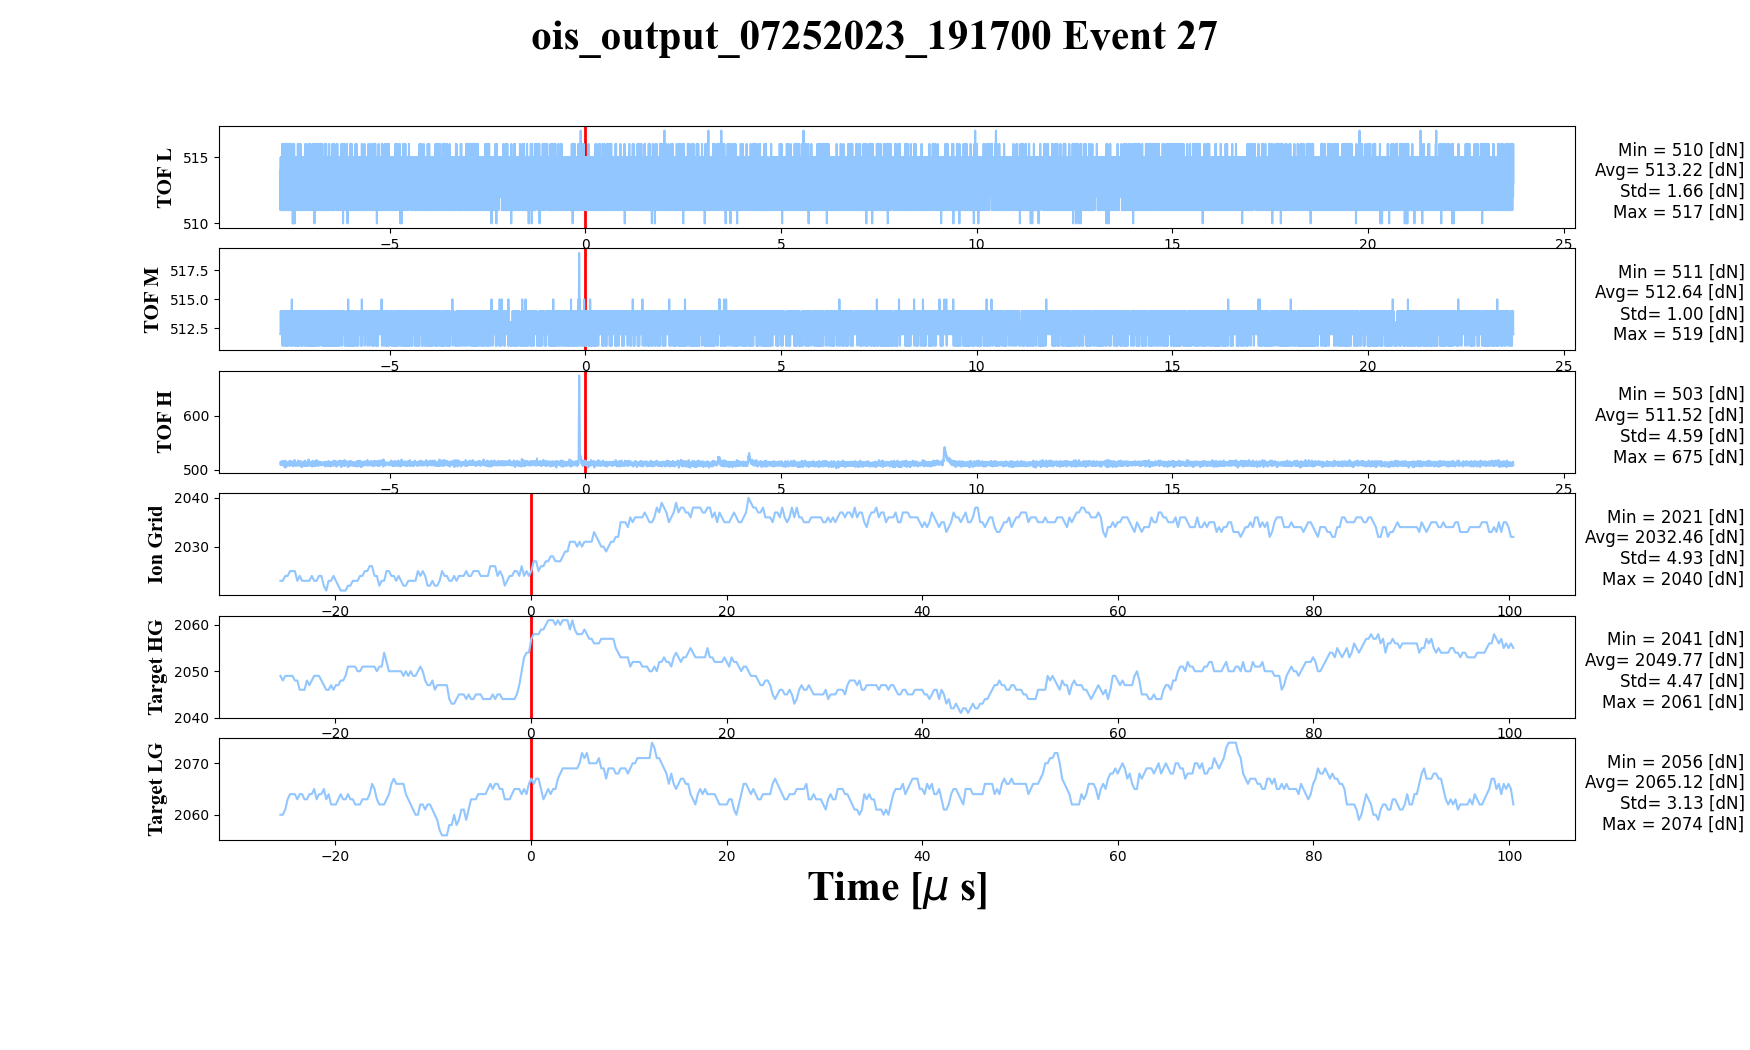 ois_output_07252023_191700 Event 27
TOF L
515
510
−5
0
5
10
15
20
25
Min = 510 [dN]
Avg= 513.22 [dN]
Std= 1.66 [dN]
Max = 517 [dN]
TOF M
517.5
515.0
512.5
−5
0
5
10
15
20
25
Min = 511 [dN]
Avg= 512.64 [dN]
Std= 1.00 [dN]
Max = 519 [dN]
TOF H
600
500
−5
0
5
10
15
20
25
Min = 503 [dN]
Avg= 511.52 [dN]
Std= 4.59 [dN]
Max = 675 [dN]
Ion Grid
2040
2030
−20
0
20
40
60
80
100
Min = 2021 [dN]
Avg= 2032.46 [dN]
Std= 4.93 [dN]
Max = 2040 [dN]
Target HG
2060
2050
2040
−20
0
20
40
60
80
100
Min = 2041 [dN]
Avg= 2049.77 [dN]
Std= 4.47 [dN]
Max = 2061 [dN]
Target LG
2070
2060
−20
0
20
40
60
80
100
Min = 2056 [dN]
Avg= 2065.12 [dN]
Std= 3.13 [dN]
Max = 2074 [dN]
Time [μ s]